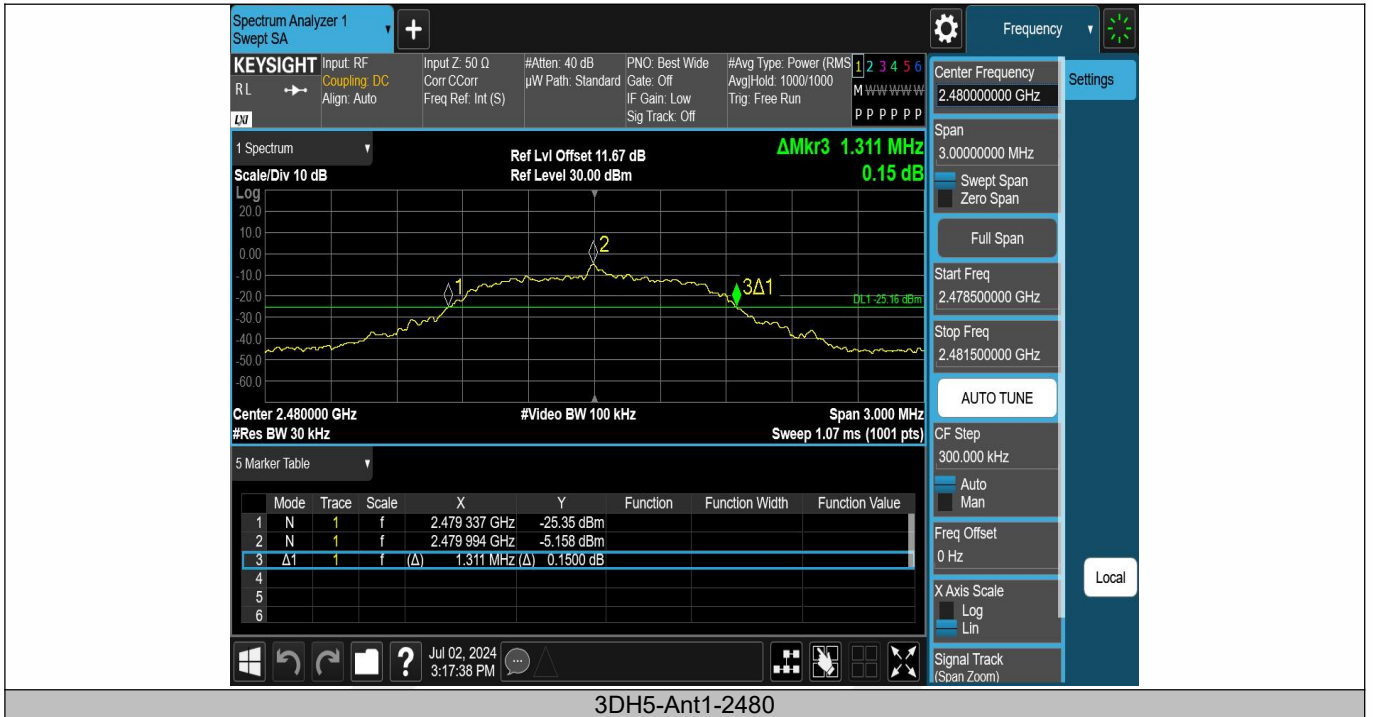 Spectrum Analyzer 1
Swept SA
+
Frequency
KEYSIGHT
RL
LXI
Input: RF
Coupling: DC
Align: Auto
Input Z: 50 Ω
Corr CCorr
Freq Ref: Int (S)
#Atten: 40 dB
µW Path: Standard
PNO: Best Wide
Gate: Off
IF Gain: Low
Sig Track: Off
#Avg Type: Power (RMS
Avg|Hold: 1000/1000
Trig: Free Run
1 2 3 4 5 6
M W W W W W
P P P P P P
Center Frequency
2.480000000 GHz
Settings
Span
3.00000000 MHz
Swept Span
Zero Span
Full Span
Start Freq
2.478500000 GHz
Stop Freq
2.481500000 GHz
AUTO TUNE
CF Step
300.000 kHz
Auto
Man
Freq Offset
0 Hz
X Axis Scale
Log
Lin
Signal Track
(Span Zoom)
Local
1 Spectrum
Scale/Div 10 dB
Ref Lvl Offset 11.67 dB
Ref Level 30.00 dBm
ΔMkr3 1.311 MHz
0.15 dB
Log
20.0
10.0
0.00
-10.0
-20.0
-30.0
-40.0
-50.0
-60.0
1
2
3Δ1
DL1 -25.16 dBm
Center 2.480000 GHz
#Video BW 100 kHz
Span 3.000 MHz
#Res BW 30 kHz
Sweep 1.07 ms (1001 pts)
5 Marker Table
Mode Trace Scale X Y Function Function Width Function Value
1 N 1 f 2.479 337 GHz -25.35 dBm
2 N 1 f 2.479 994 GHz -5.158 dBm
3 Δ1 1 f (Δ) 1.311 MHz (Δ) 0.1500 dB
4
5
6
?
Jul 02, 2024
3:17:38 PM
3DH5-Ant1-2480